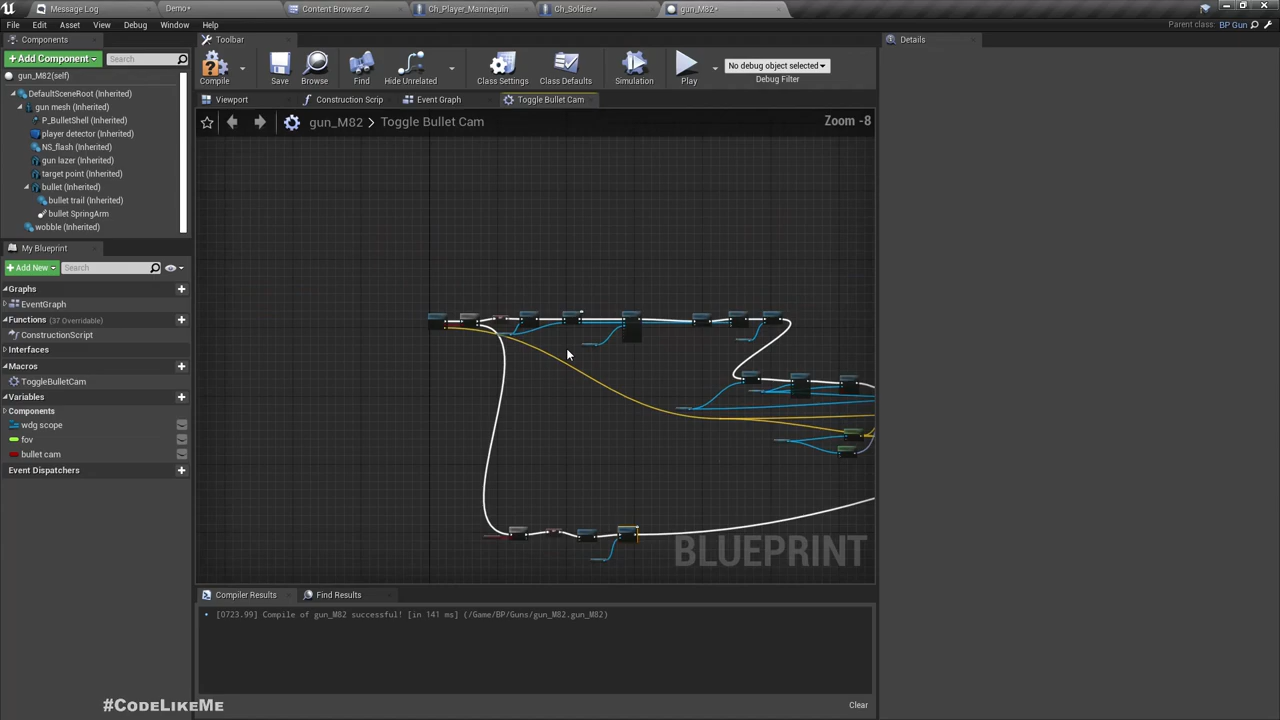 Message Log
Demo*
Content Browser 2
Ch_Player_Mannequin
Ch_Soldier*
gun_M82*
File Edit Asset View Debug Window Help
Parent class: BP Gun
Components
Toolbar
Details
+Add Component
Search
gun_M82(self)
DefaultSceneRoot (Inherited)
gun mesh (Inherited)
P_BulletShell (Inherited)
player detector (Inherited)
NS_flash (Inherited)
gun lazer (Inherited)
target point (Inherited)
bullet (Inherited)
bullet trail (Inherited)
bullet SpringArm
wobble (Inherited)
Compile
Save
Browse
Find
Hide Unrelated
Class Settings
Class Defaults
Simulation
Play
No debug object selected
Debug Filter
Viewport
Construction Scrip
Event Graph
Toggle Bullet Cam
gun_M82 > Toggle Bullet Cam
Zoom -8
My Blueprint
+Add New
Search
Graphs
EventGraph
Functions (37 Overridable)
ConstructionScript
Interfaces
Macros
ToggleBulletCam
Variables
Components
wdg scope
fov
bullet cam
Event Dispatchers
BLUEPRINT
Compiler Results
Find Results
[0723.99] Compile of gun_M82 successful! [in 141 ms] (/Game/BP/Guns/gun_M82.gun_M82)
Clear
#CodeLikeMe